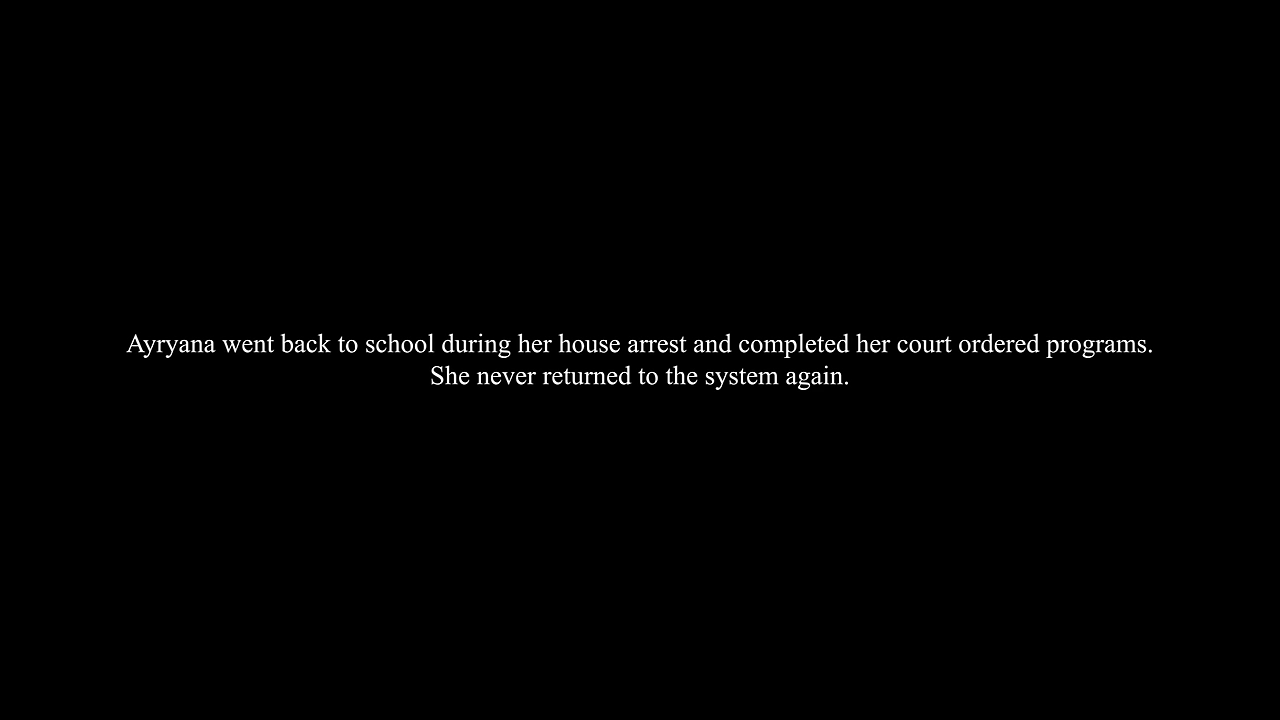 Ayryana went back to school during her house arrest and completed her court ordered programs.
She never returned to the system again.